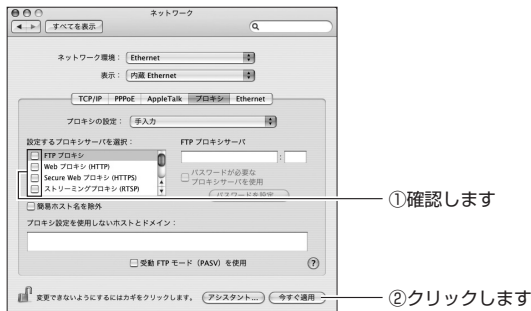 ネットワーク
すべてを表示
ネットワーク環境： Ethernet
表示： 内蔵 Ethernet
TCP/IP PPPoE AppleTalk プロキシ Ethernet
プロキシの設定： 手入力
設定するプロキシサーバを選択： FTP プロキシサーバ
FTP プロキシ
Web プロキシ (HTTP)
Secure Web プロキシ (HTTPS)
ストリーミングプロキシ (RTSP)
:
パスワードが必要な
プロキシサーバを使用
パスワードを設定...
簡易ホスト名を除外
プロキシ設定を使用しないホストとドメイン：
受動 FTP モード（PASV）を使用 ?
変更できないようにするにはカギをクリックします。 アシスタント... 今すぐ適用
①確認します
②クリックします